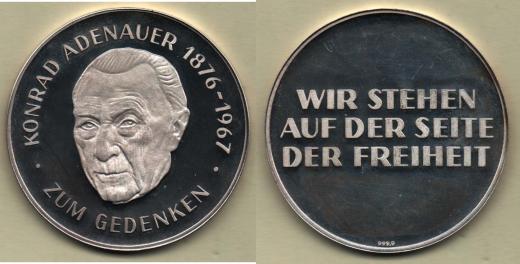 · KONRAD ADENAUER 1876-1967 ·
ZUM GEDENKEN
WIR STEHEN
AUF DER SEITE
DER FREIHEIT
999,9